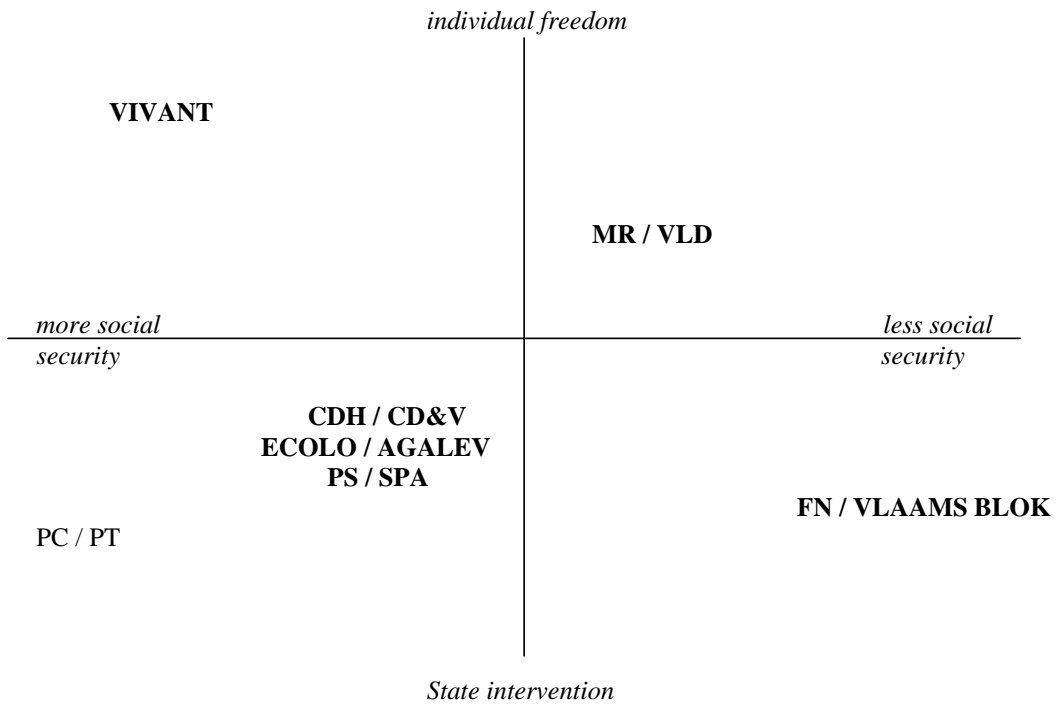 individual freedom
VIVANT
MR / VLD
more social
security
less social
security
CDH / CD&V
ECOLO / AGALEV
PS / SPA
FN / VLAAMS BLOK
PC / PT
State intervention